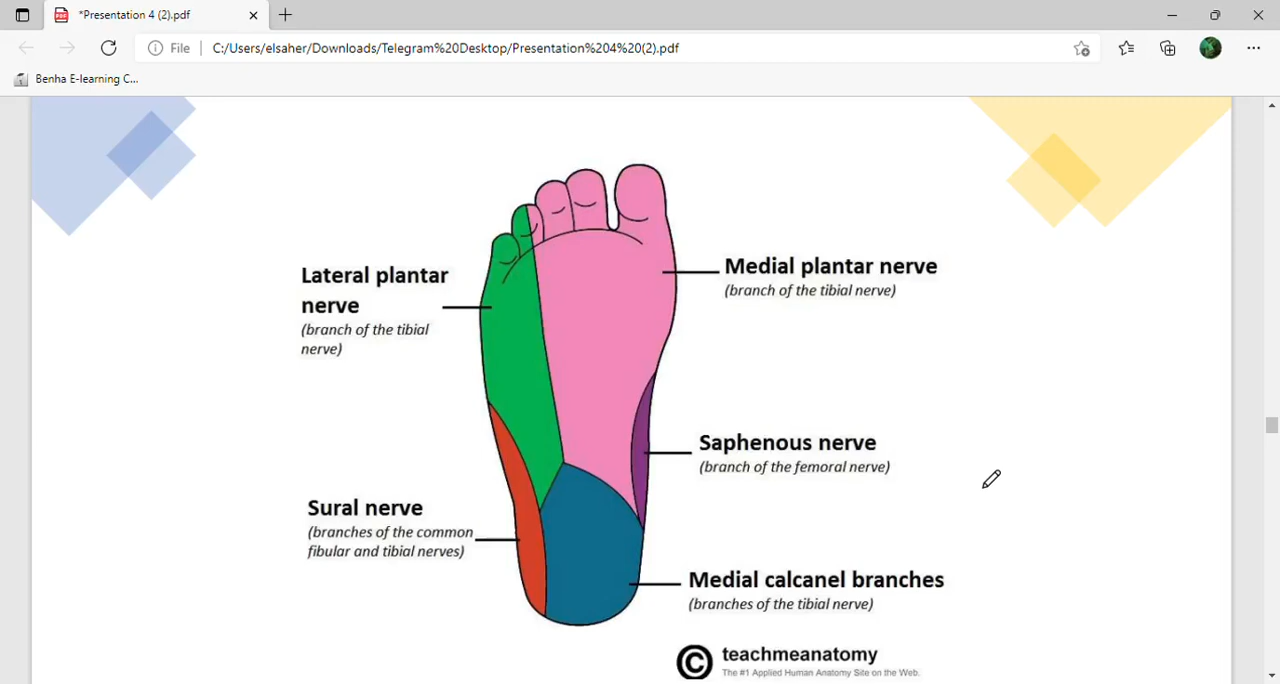 *Presentation 4 (2).pdf
File
C:/Users/elsaher/Downloads/Telegram%20Desktop/Presentation%204%20(2).pdf
Benha E-learning C...
Lateral plantar
nerve
(branch of the tibial
nerve)
Medial plantar nerve
(branch of the tibial nerve)
Saphenous nerve
(branch of the femoral nerve)
Sural nerve
(branches of the common
fibular and tibial nerves)
Medial calcanel branches
(branches of the tibial nerve)
© teachmeanatomy
The #1 Applied Human Anatomy Site on the Web.